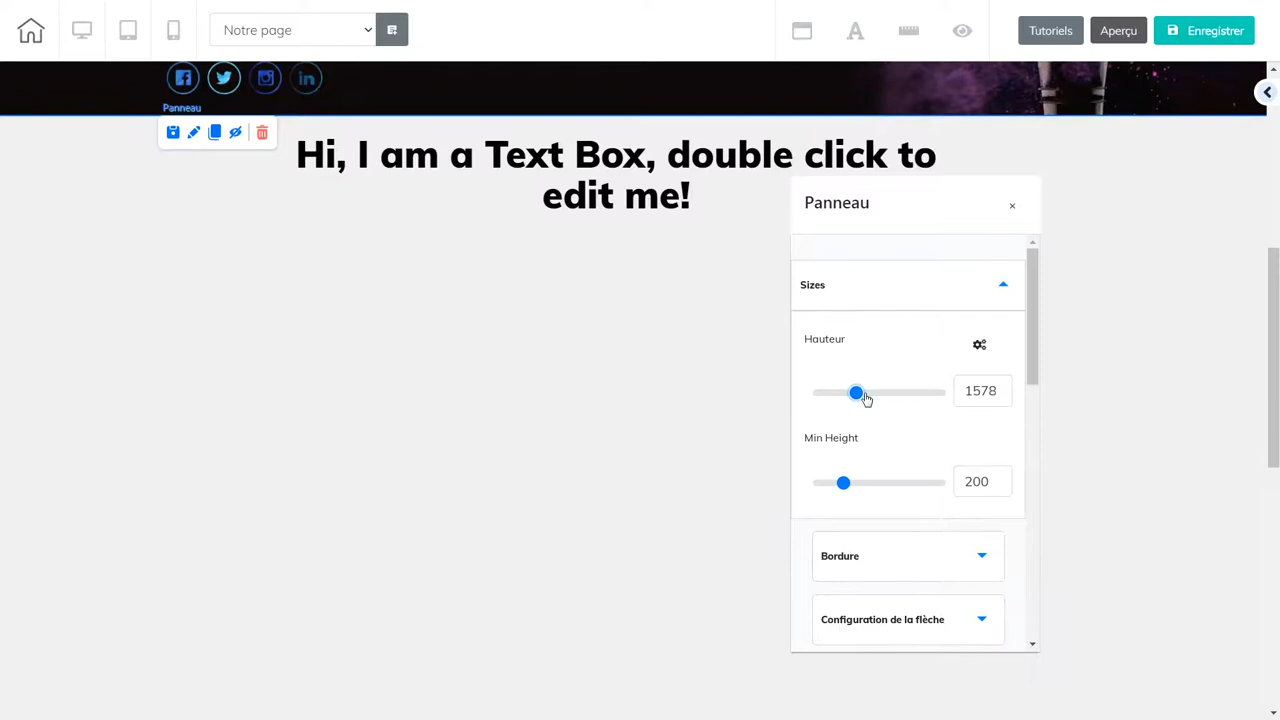 Notre page
Tutoriels
Aperçu
Enregistrer
Panneau
Hi, I am a Text Box, double click to
edit me!
Panneau
×
Sizes
Hauteur
1578
Min Height
200
Bordure
Configuration de la flèche